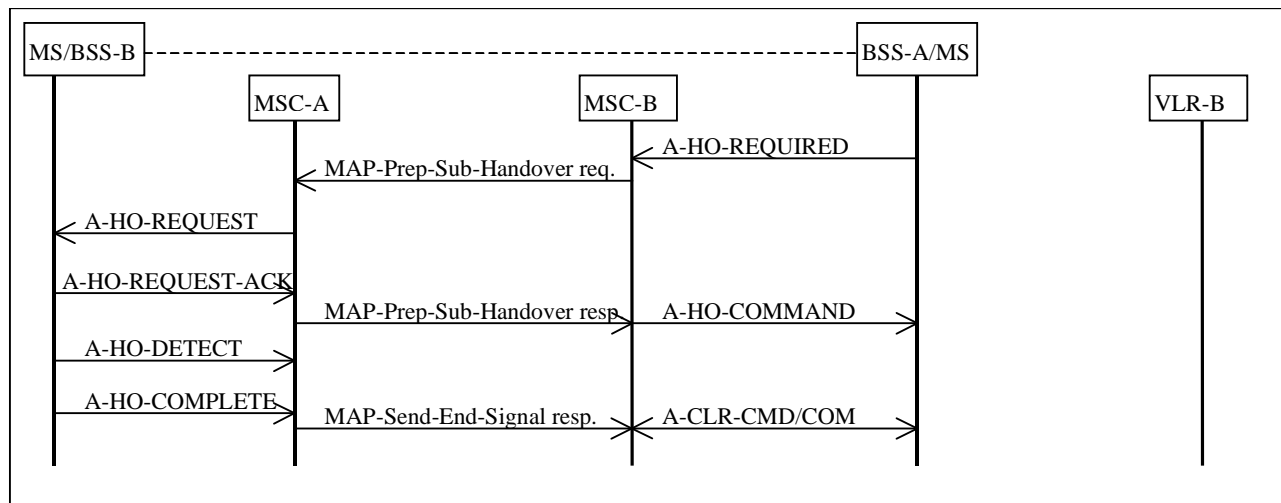 MS/BSS-B
BSS-A/MS
MSC-A
MSC-B
VLR-B
A-HO-REQUIRED
MAP-Prep-Sub-Handover req.
A-HO-REQUEST
A-HO-REQUEST-ACK
MAP-Prep-Sub-Handover resp
A-HO-COMMAND
A-HO-DETECT
A-HO-COMPLETE
MAP-Send-End-Signal resp.
A-CLR-CMD/COM